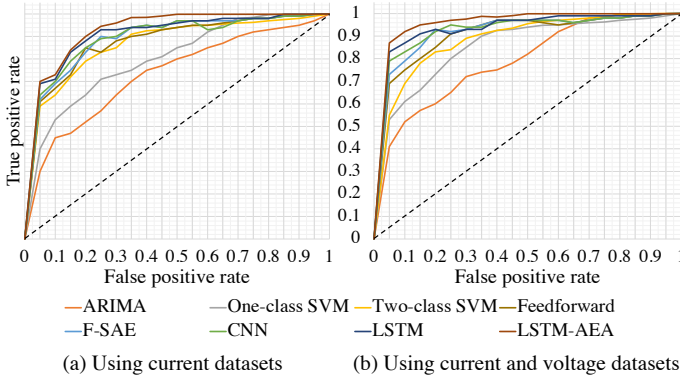 True positive rate
1
0.9
0.8
0.7
0.6
0.5
0.4
0.3
0.2
0.1
0
0 0.1 0.2 0.3 0.4 0.5 0.6 0.7 0.8 0.9 1
0 0.1 0.2 0.3 0.4 0.5 0.6 0.7 0.8 0.9 1
False positive rate
False positive rate
ARIMA One-class SVM Two-class SVM Feedforward
F-SAE CNN LSTM LSTM-AEA
(a) Using current datasets (b) Using current and voltage datasets